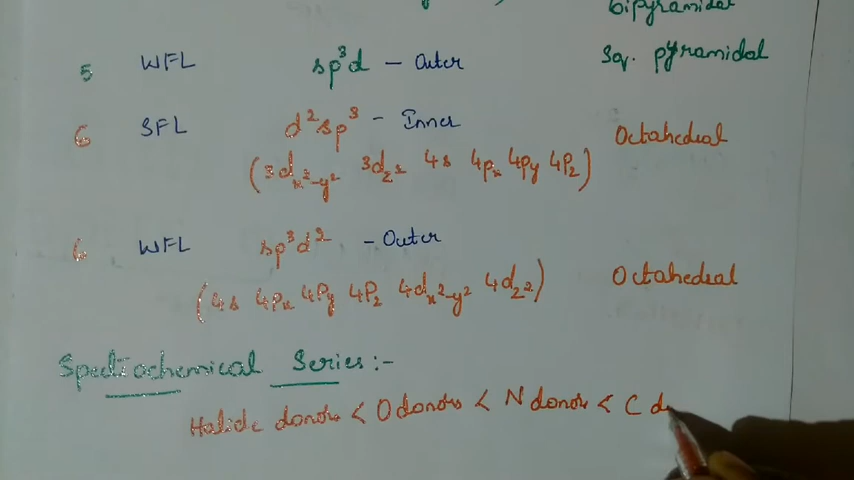 bipyramidal
5 WFL sp³d - Outer Sq. pyramidal
6 SFL d²sp³ - Inner Octahedral
(3dx²-y² 3dz² 4s 4px 4py 4pz)
6 WFL sp³d² - Outer
(4s 4px 4py 4pz 4dx²-y² 4dz²) Octahedral
Spectrochemical Series:-
Halide donors < O donors < N donors < C d